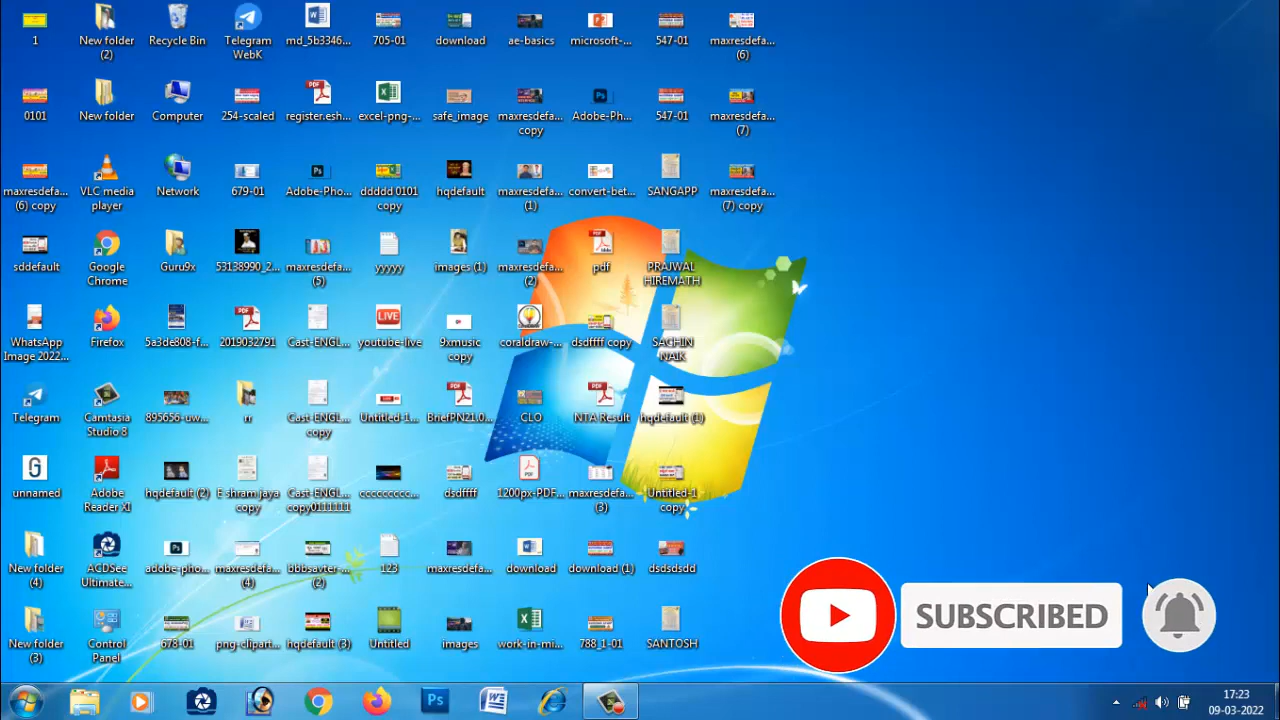 1
New folder
(2)
Recycle Bin
Telegram
WebK
md_5b3346...
705-01
download
ae-basics
microsoft-...
547-01
maxresdefa...
(6)
0101
New folder
Computer
254-scaled
register.esh...
excel-png-...
safe_image
maxresdefa...
copy
Adobe-Ph...
547-01
maxresdefa...
(7)
maxresdefa...
(6) copy
VLC media
player
Network
679-01
Adobe-Pho...
ddddd 0101
copy
hqdefault
maxresdefa...
(1)
convert-bet...
SANGAPP
maxresdefa...
(7) copy
sddefault
Google
Chrome
Guru9x
53138990_2...
maxresdefa...
(5)
yyyyy
images (1)
maxresdefa...
(2)
pdf
PRAJWAL
HIREMATH
WhatsApp
Image 2022...
Firefox
5a3de808-f...
2019032791
Cast-ENGL...
LIVE
youtube-live
9xmusic
copy
coraldraw-...
dsdffff copy
SACHIN
NAIK
Telegram
Camtasia
Studio 8
895656-uw...
rr
Cast-ENGL...
copy
Untitled-1...
BriefPN21.0...
CLO
NTA Result
hqdefault (1)
unnamed
Adobe
Reader XI
hqdefault (2)
E shram jaya
copy
Cast-ENGL...
copy0111111
ccccccccc...
dsdffff
1200px-PDF...
maxresdefa...
(3)
Untitled-1
copy
New folder
(4)
ACDSee
Ultimate...
adobe-pho...
maxresdefa...
(4)
bbbsavter-...
(2)
123
maxresdefa...
download
download (1)
dsdsdsdd
New folder
(3)
Control
Panel
678-01
png-clipart...
hqdefault (3)
Untitled
images
work-in-mi...
788_1-01
SANTOSH
SUBSCRIBED
Ps
17:23
09-03-2022